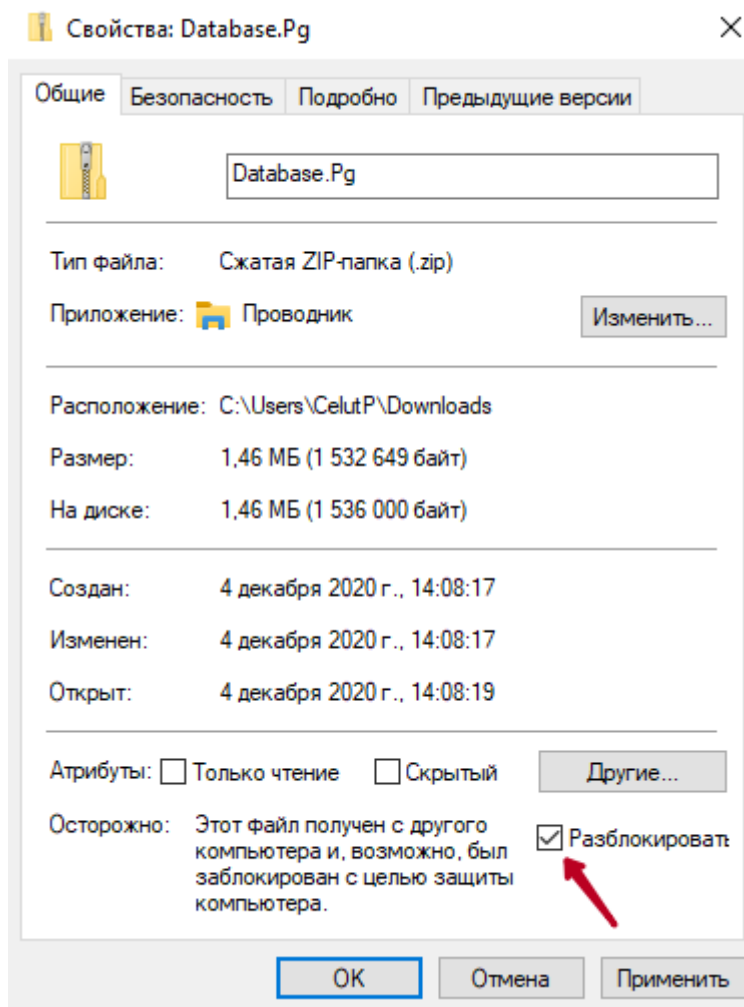 Свойства: Database.Pg
Общие Безопасность Подробно Предыдущие версии
Database.Pg
Тип файла: Сжатая ZIP-папка (.zip)
Приложение: Проводник Изменить...
Расположение: C:\Users\CelutP\Downloads
Размер: 1,46 МБ (1 532 649 байт)
На диске: 1,46 МБ (1 536 000 байт)
Создан: 4 декабря 2020 г., 14:08:17
Изменен: 4 декабря 2020 г., 14:08:17
Открыт: 4 декабря 2020 г., 14:08:19
Атрибуты: Только чтение Скрытый Другие...
Осторожно: Этот файл получен с другого
компьютера и, возможно, был
заблокирован с целью защиты
компьютера.
Разблокировать
OK Отмена Применить